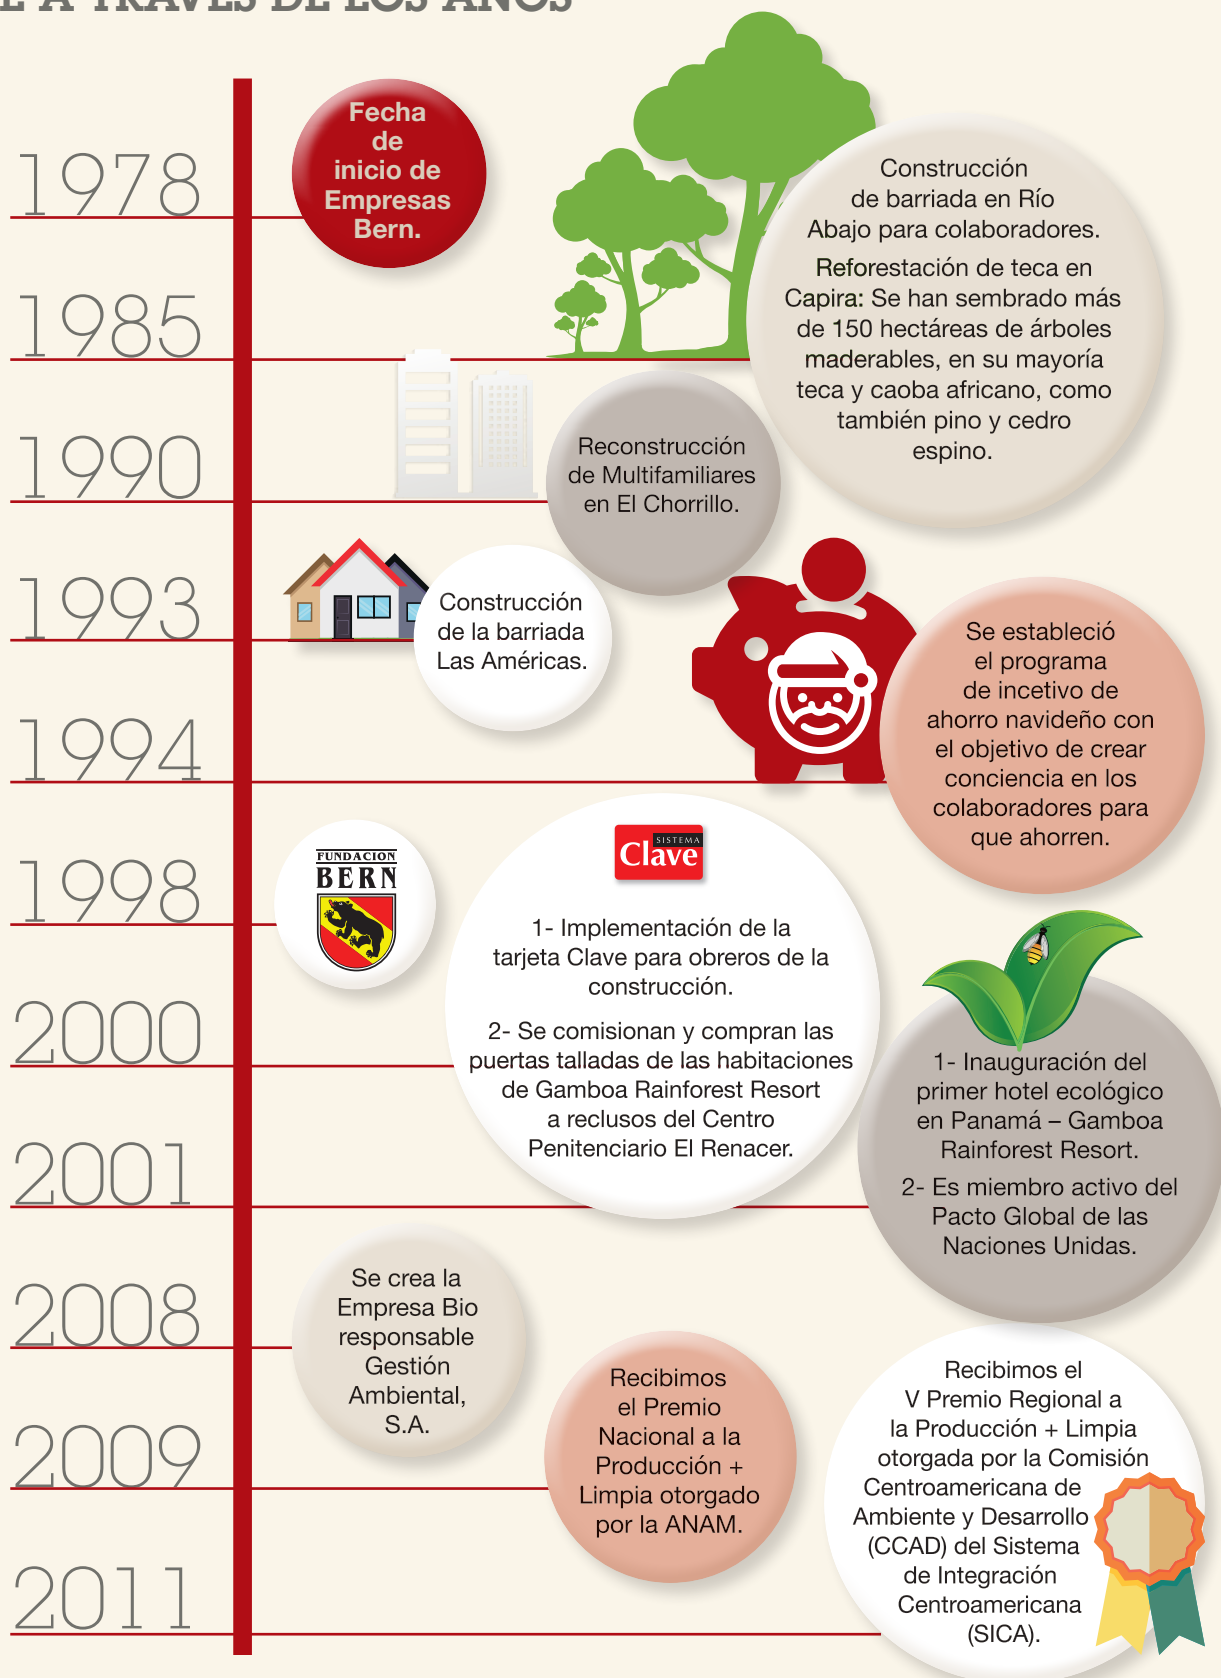 E A TRAVÉS DE LOS AÑOS
1978
Fecha
de
inicio de
Empresas
Bern.
1985
Construcción
de barriada en Río
Abajo para colaboradores.
Reforestación de teca en
Capira: Se han sembrado más
de 150 hectáreas de árboles
maderables, en su mayoría
teca y caoba africano, como
también pino y cedro
espino.
1990
Reconstrucción
de Multifamiliares
en El Chorrillo.
1993
Construcción
de la barriada
Las Américas.
1994
Se estableció
el programa
de incetivo de
ahorro navideño con
el objetivo de crear
conciencia en los
colaboradores para
que ahorren.
1998
FUNDACION
BERN
2000
SISTEMA
Clave
1- Implementación de la
tarjeta Clave para obreros de la
construcción.
2- Se comisionan y compran las
puertas talladas de las habitaciones
de Gamboa Rainforest Resort
a reclusos del Centro
Penitenciario El Renacer.
2001
1- Inauguración del
primer hotel ecológico
en Panamá – Gamboa
Rainforest Resort.
2- Es miembro activo del
Pacto Global de las
Naciones Unidas.
2008
Se crea la
Empresa Bio
responsable
Gestión
Ambiental,
S.A.
2009
Recibimos
el Premio
Nacional a la
Producción +
Limpia otorgado
por la ANAM.
2011
Recibimos el
V Premio Regional a
la Producción + Limpia
otorgada por la Comisión
Centroamericana de
Ambiente y Desarrollo
(CCAD) del Sistema
de Integración
Centroamericana
(SICA).